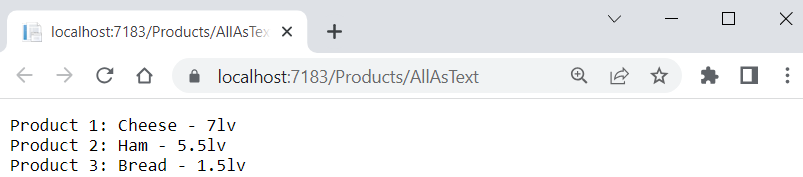 localhost:7183/Products/AllAsTex
localhost:7183/Products/AllAsText
Product 1: Cheese - 7lv
Product 2: Ham - 5.5lv
Product 3: Bread - 1.5lv